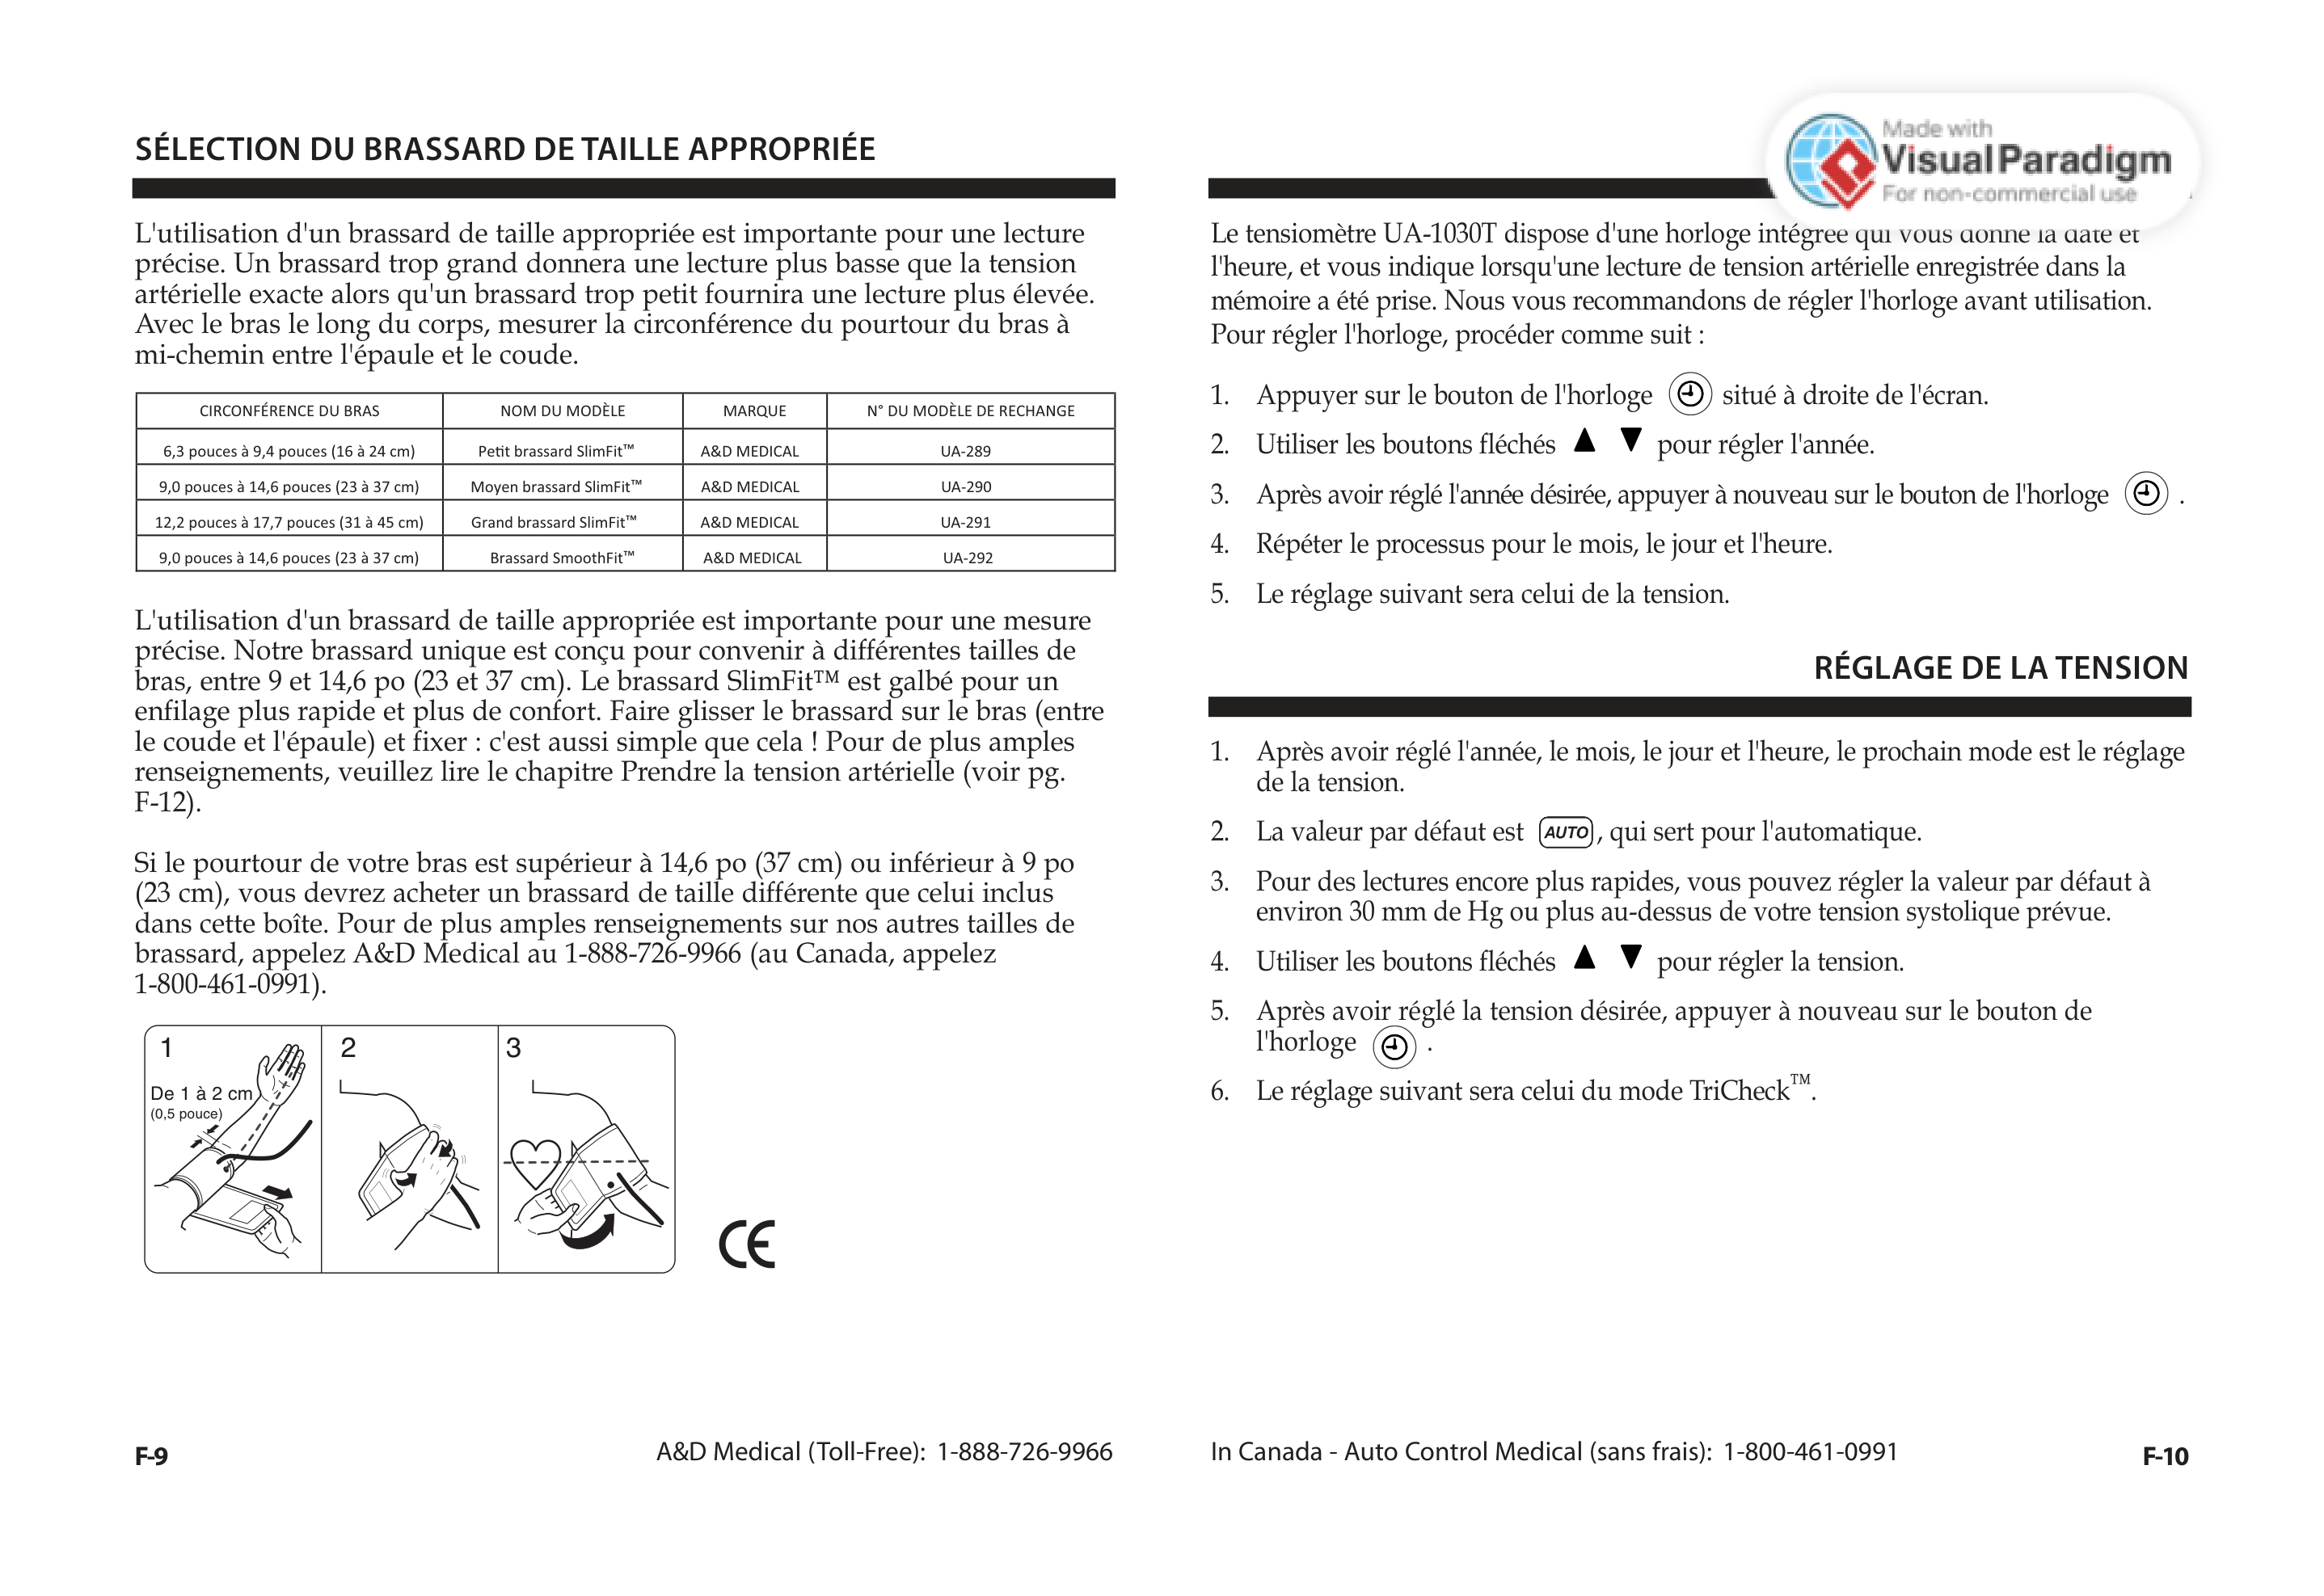 SÉLECTION DU BRASSARD DE TAILLE APPROPRIÉE
L'utilisation d'un brassard de taille appropriée est importante pour une lecture
précise. Un brassard trop grand donnera une lecture plus basse que la tension
artérielle exacte alors qu'un brassard trop petit fournira une lecture plus élevée.
Avec le bras le long du corps, mesurer la circonférence du pourtour du bras à
mi-chemin entre l'épaule et le coude.
CIRCONFÉRENCE DU BRAS NOM DU MODÈLE MARQUE N° DU MODÈLE DE RECHANGE
6,3 pouces à 9,4 pouces (16 à 24 cm) Petit brassard SlimFit™ A&D MEDICAL UA-289
9,0 pouces à 14,6 pouces (23 à 37 cm) Moyen brassard SlimFit™ A&D MEDICAL UA-290
12,2 pouces à 17,7 pouces (31 à 45 cm) Grand brassard SlimFit™ A&D MEDICAL UA-291
9,0 pouces à 14,6 pouces (23 à 37 cm) Brassard SmoothFit™ A&D MEDICAL UA-292
L'utilisation d'un brassard de taille appropriée est importante pour une mesure
précise. Notre brassard unique est conçu pour convenir à différentes tailles de
bras, entre 9 et 14,6 po (23 et 37 cm). Le brassard SlimFit™ est galbé pour un
enfilage plus rapide et plus de confort. Faire glisser le brassard sur le bras (entre
le coude et l'épaule) et fixer : c'est aussi simple que cela ! Pour de plus amples
renseignements, veuillez lire le chapitre Prendre la tension artérielle (voir pg.
F-12).
Si le pourtour de votre bras est supérieur à 14,6 po (37 cm) ou inférieur à 9 po
(23 cm), vous devrez acheter un brassard de taille différente que celui inclus
dans cette boîte. Pour de plus amples renseignements sur nos autres tailles de
brassard, appelez A&D Medical au 1-888-726-9966 (au Canada, appelez
1-800-461-0991).
1 2 3
De 1 à 2 cm
(0,5 pouce)
CE
F-9 A&D Medical (Toll-Free): 1-888-726-9966
Made with
Visual Paradigm
For non-commercial use
Le tensiomètre UA-1030T dispose d'une horloge intégrée qui vous donne la date et
l'heure, et vous indique lorsqu'une lecture de tension artérielle enregistrée dans la
mémoire a été prise. Nous vous recommandons de régler l'horloge avant utilisation.
Pour régler l'horloge, procéder comme suit :
1. Appuyer sur le bouton de l'horloge situé à droite de l'écran.
2. Utiliser les boutons fléchés ▲ ▼ pour régler l'année.
3. Après avoir réglé l'année désirée, appuyer à nouveau sur le bouton de l'horloge .
4. Répéter le processus pour le mois, le jour et l'heure.
5. Le réglage suivant sera celui de la tension.
RÉGLAGE DE LA TENSION
1. Après avoir réglé l'année, le mois, le jour et l'heure, le prochain mode est le réglage
de la tension.
2. La valeur par défaut est AUTO, qui sert pour l'automatique.
3. Pour des lectures encore plus rapides, vous pouvez régler la valeur par défaut à
environ 30 mm de Hg ou plus au-dessus de votre tension systolique prévue.
4. Utiliser les boutons fléchés ▲ ▼ pour régler la tension.
5. Après avoir réglé la tension désirée, appuyer à nouveau sur le bouton de
l'horloge .
6. Le réglage suivant sera celui du mode TriCheck™.
In Canada - Auto Control Medical (sans frais): 1-800-461-0991 F-10